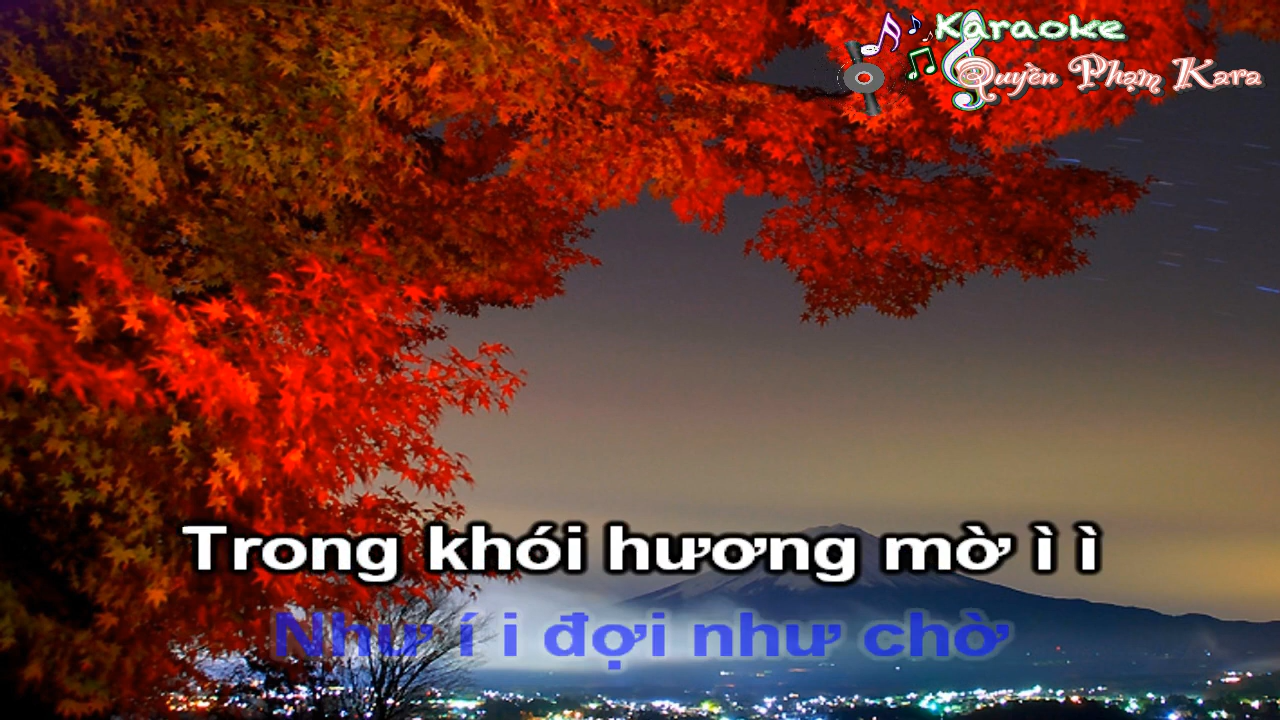 Karaoke
Quyền Phạm Kara
Trong khói hương mờ ì ì
Như í i đợi như chờ